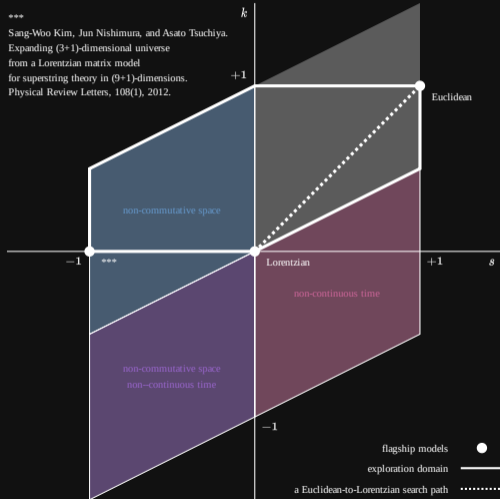 ***
Sang-Woo Kim, Jun Nishimura, and Asato Tsuchiya.
Expanding (3+1)-dimensional universe
from a Lorentzian matrix model
for superstring theory in (9+1)-dimensions.
Physical Review Letters, 108(1), 2012.
k
+1
Euclidean
non-commutative space
−1
***
Lorentzian
+1
s
non-continuous time
non-commutative space
non−continuous time
−1
flagship models
exploration domain
a Euclidean-to-Lorentzian search path